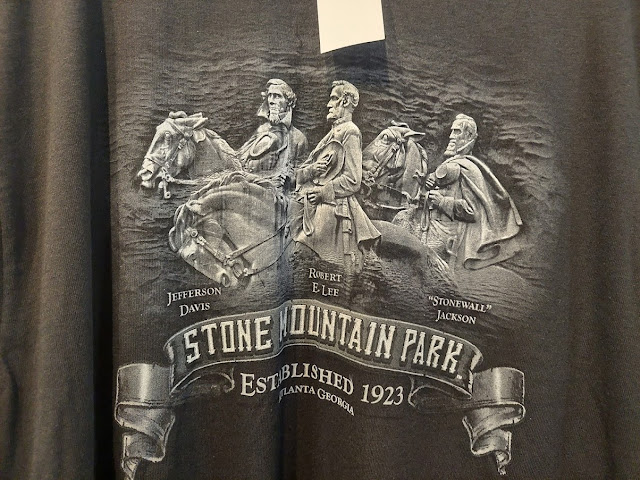 JEFFERSON
DAVIS
ROBERT
E. LEE
"STONEWALL"
JACKSON
STONE MOUNTAIN PARK.
ESTABLISHED 1923
ATLANTA GEORGIA